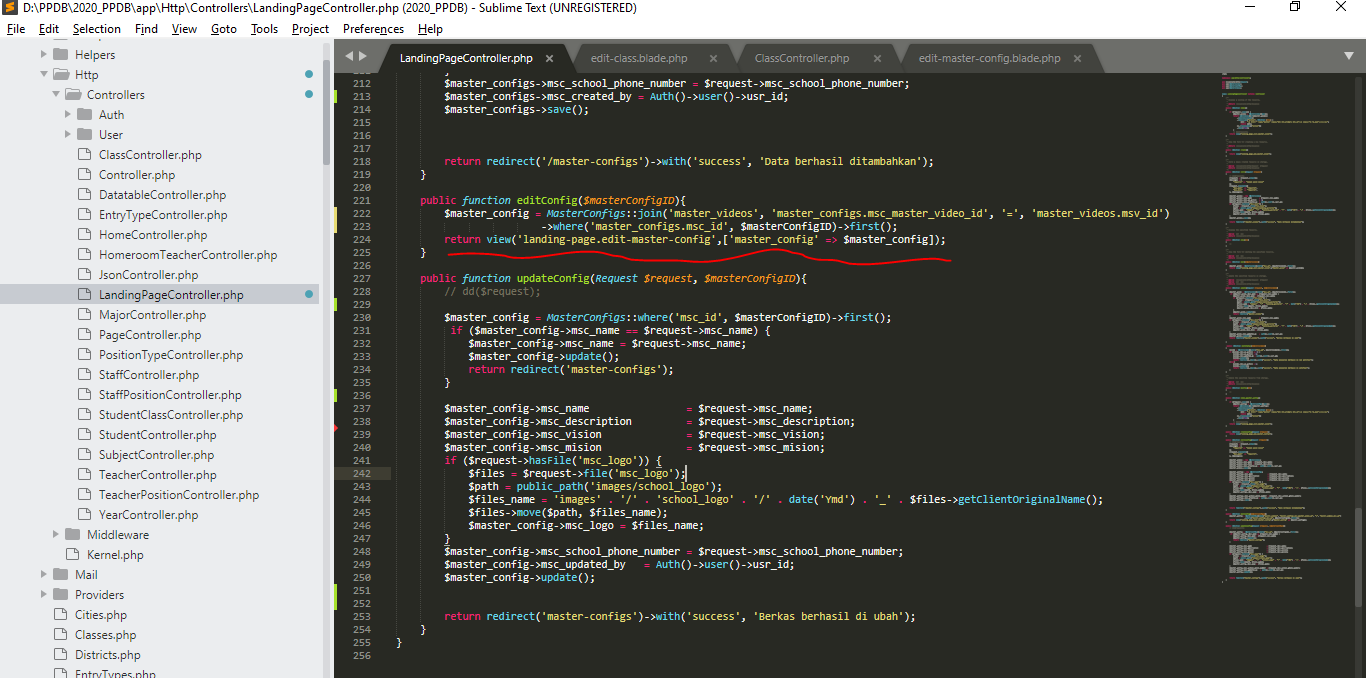 D:\PPDB\2020_PPDB\app\Http\Controllers\LandingPageController.php (2020_PPDB) - Sublime Text (UNREGISTERED)
File Edit Selection Find View Goto Tools Project Preferences Help
Helpers
Http
Controllers
Auth
User
ClassController.php
Controller.php
DatatableController.php
EntryTypeController.php
HomeController.php
HomeroomTeacherController.php
JsonController.php
LandingPageController.php
MajorController.php
PageController.php
PositionTypeController.php
StaffController.php
StaffPositionController.php
StudentClassController.php
StudentController.php
SubjectController.php
TeacherController.php
TeacherPositionController.php
YearController.php
Middleware
Kernel.php
Mail
Providers
Cities.php
Classes.php
Districts.php
EntryTypes.php
LandingPageController.php × edit-class.blade.php × ClassController.php × edit-master-config.blade.php ×
212 $master_configs->msc_school_phone_number = $request->msc_school_phone_number;
213 $master_configs->msc_created_by = Auth()->user()->usr_id;
214 $master_configs->save();
215
216
217
218 return redirect('/master-configs')->with('success', 'Data berhasil ditambahkan');
219 }
220
221 public function editConfig($masterConfigID){
222 $master_config = MasterConfigs::join('master_videos', 'master_configs.msc_master_video_id', '=', 'master_videos.msv_id')
223 ->where('master_configs.msc_id', $masterConfigID)->first();
224 return view('landing-page.edit-master-config',['master_config' => $master_config]);
225 }
226
227 public function updateConfig(Request $request, $masterConfigID){
228 // dd($request);
229
230 $master_config = MasterConfigs::where('msc_id', $masterConfigID)->first();
231 if ($master_config->msc_name == $request->msc_name) {
232 $master_config->msc_name = $request->msc_name;
233 $master_config->update();
234 return redirect('master-configs');
235 }
236
237 $master_config->msc_name = $request->msc_name;
238 $master_config->msc_description = $request->msc_description;
239 $master_config->msc_vision = $request->msc_vision;
240 $master_config->msc_mision = $request->msc_mision;
241 if ($request->hasFile('msc_logo')) {
242 $files = $request->file('msc_logo');
243 $path = public_path('images/school_logo');
244 $files_name = 'images' . '/' . 'school_logo' . '/' . date('Ymd') . '_' . $files->getClientOriginalName();
245 $files->move($path, $files_name);
246 $master_config->msc_logo = $files_name;
247 }
248 $master_config->msc_school_phone_number = $request->msc_school_phone_number;
249 $master_config->msc_updated_by = Auth()->user()->usr_id;
250 $master_config->update();
251
252
253 return redirect('master-configs')->with('success', 'Berkas berhasil di ubah');
254 }
255 }
256